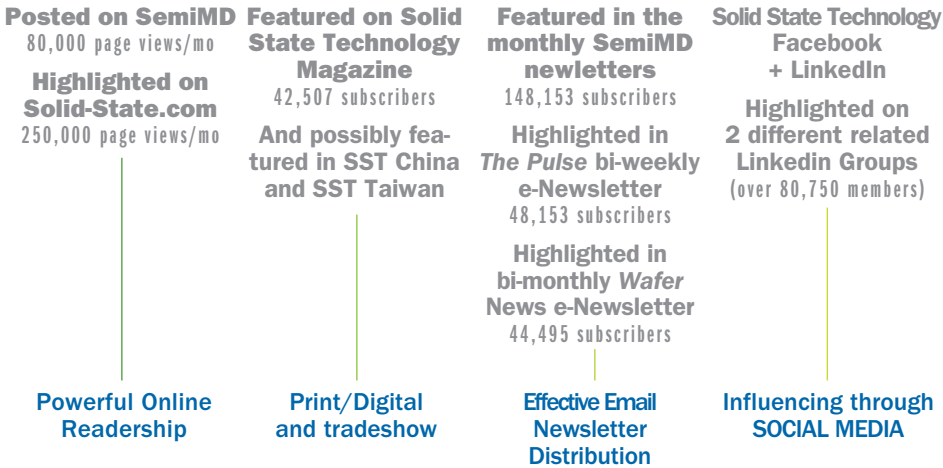 Posted on SemiMD
80,000 page views/mo
Highlighted on
Solid-State.com
250,000 page views/mo
Powerful Online
Readership
Featured on Solid
State Technology
Magazine
42,507 subscribers
And possibly fea-
tured in SST China
and SST Taiwan
Print/Digital
and tradeshow
Featured in the
monthly SemiMD
newletters
148,153 subscribers
Highlighted in
The Pulse bi-weekly
e-Newsletter
48,153 subscribers
Highlighted in
bi-monthly Wafer
News e-Newsletter
44,495 subscribers
Effective Email
Newsletter
Distribution
Solid State Technology
Facebook
+ LinkedIn
Highlighted on
2 different related
Linkedin Groups
(over 80,750 members)
Influencing through
SOCIAL MEDIA